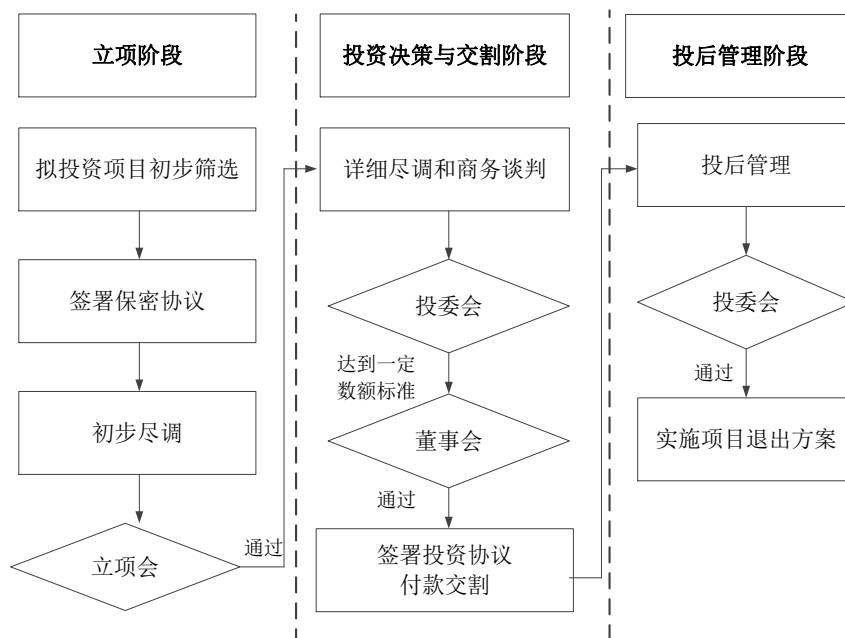 立项阶段
投资决策与交割阶段
投后管理阶段
拟投资项目初步筛选
签署保密协议
初步尽调
立项会
通过
详细尽调和商务谈判
投委会
达到一定
数额标准
董事会
通过
签署投资协议
付款交割
投后管理
投委会
通过
实施项目退出方案